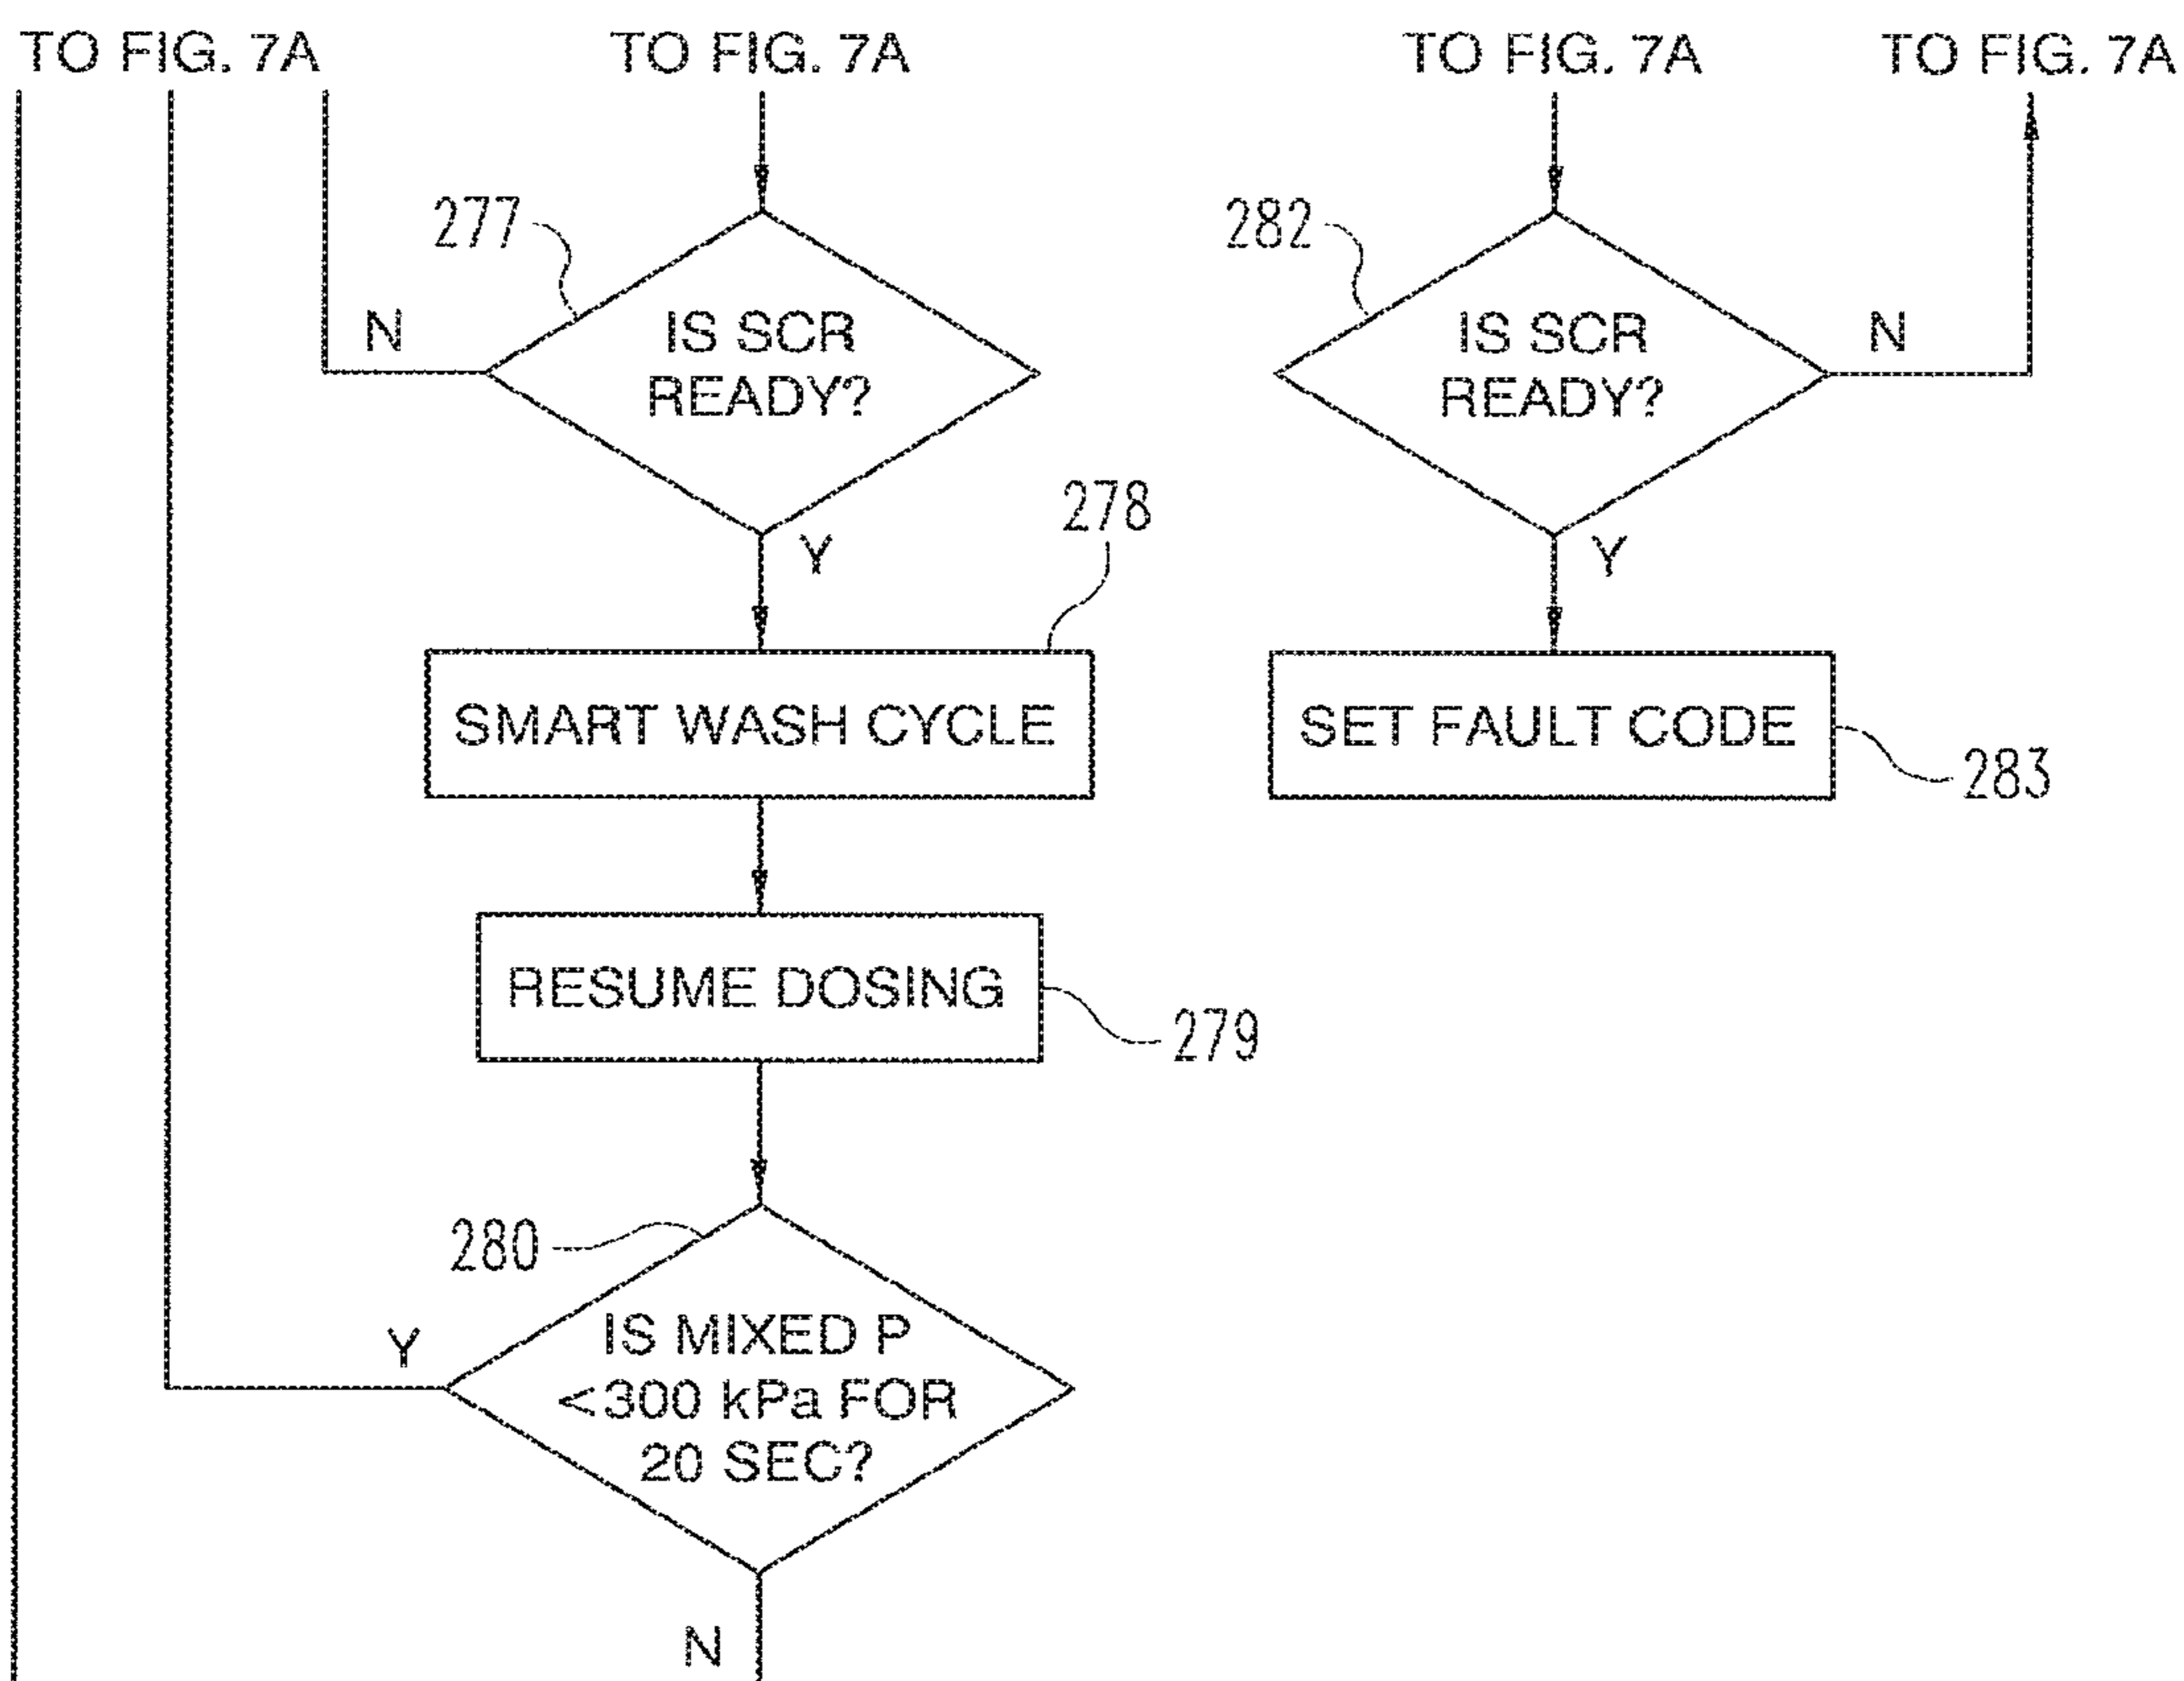 TO FIG. 7A
TO FIG. 7A
TO FIG. 7A
TO FIG. 7A
277
N
IS SCR
READY?
Y
282
IS SCR
READY?
N
Y
278
SMART WASH CYCLE
SET FAULT CODE
283
RESUME DOSING
279
280
Y
IS MIXED P
<300 kPa FOR
20 SEC?
N